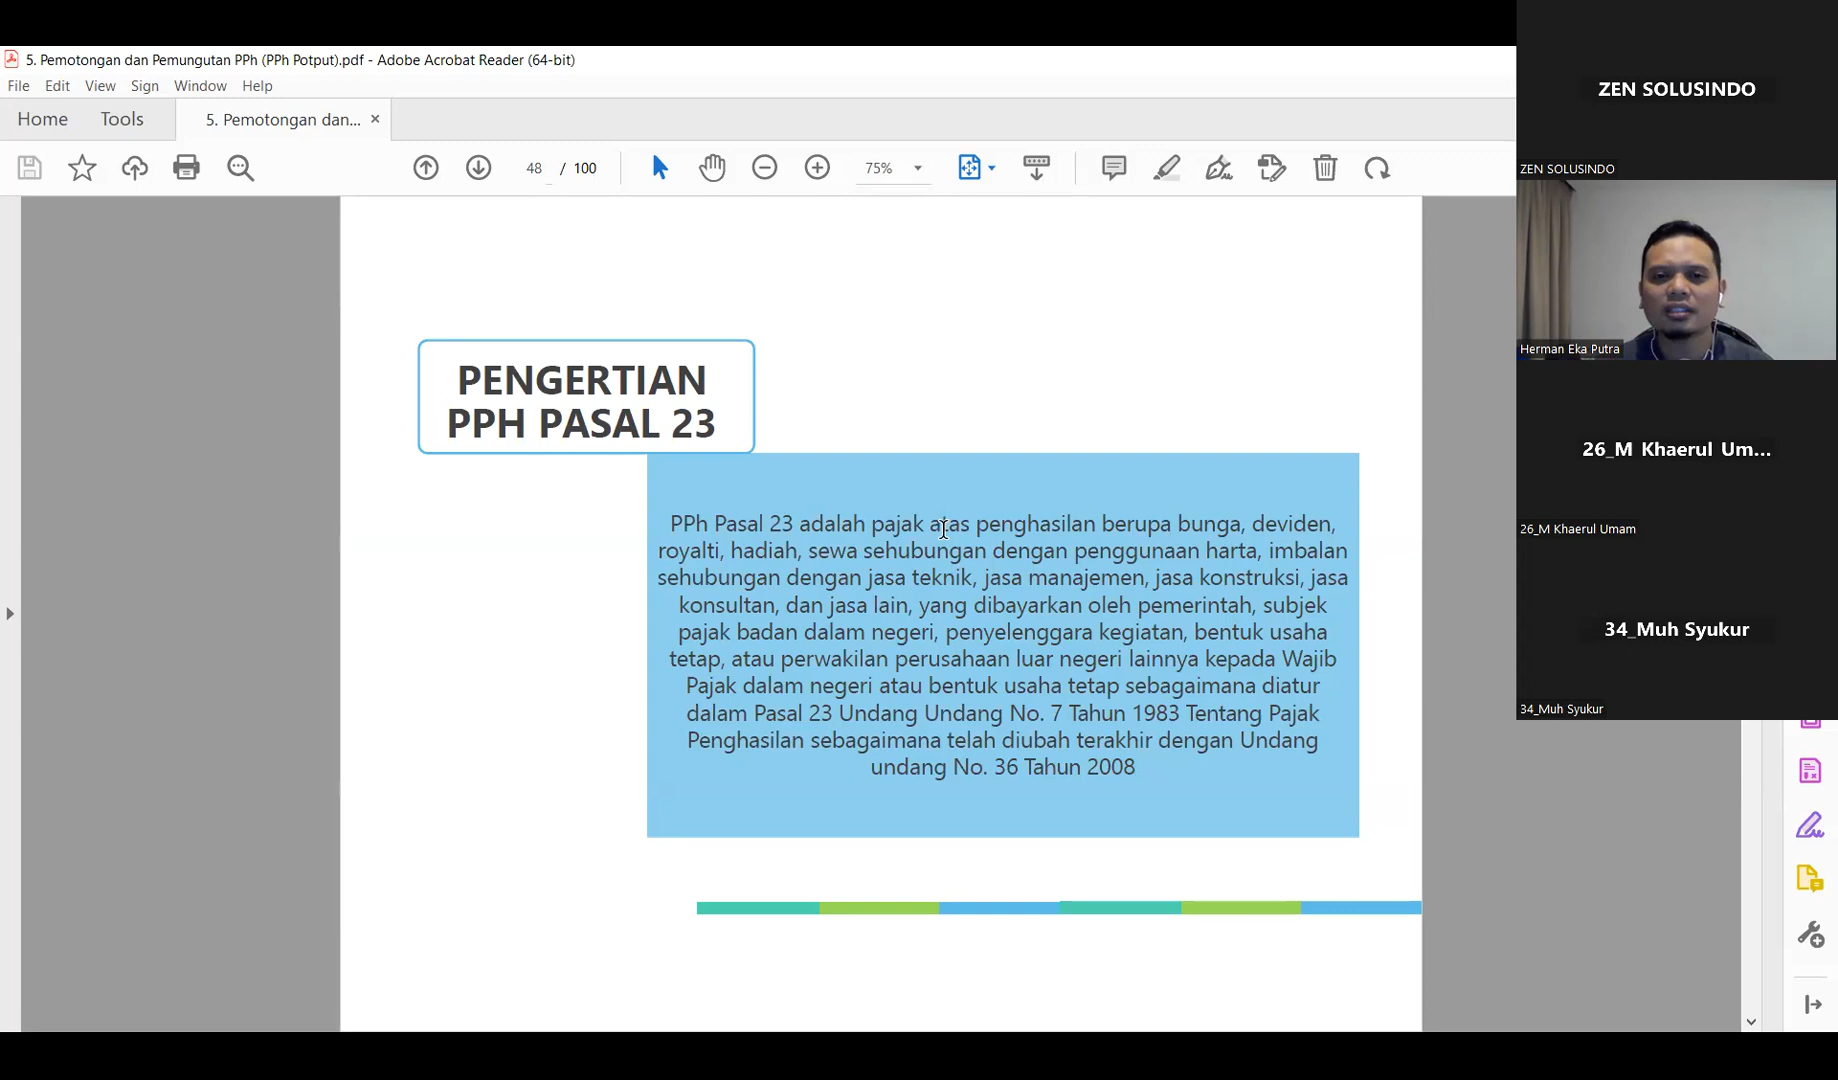 5. Pemotongan dan Pemungutan PPh (PPh Potput).pdf - Adobe Acrobat Reader (64-bit)
File Edit View Sign Window Help
Home Tools 5. Pemotongan dan... ×
48 / 100 75%
PENGERTIAN
PPH PASAL 23
PPh Pasal 23 adalah pajak atas penghasilan berupa bunga, deviden,
royalti, hadiah, sewa sehubungan dengan penggunaan harta, imbalan
sehubungan dengan jasa teknik, jasa manajemen, jasa konstruksi, jasa
konsultan, dan jasa lain, yang dibayarkan oleh pemerintah, subjek
pajak badan dalam negeri, penyelenggara kegiatan, bentuk usaha
tetap, atau perwakilan perusahaan luar negeri lainnya kepada Wajib
Pajak dalam negeri atau bentuk usaha tetap sebagaimana diatur
dalam Pasal 23 Undang Undang No. 7 Tahun 1983 Tentang Pajak
Penghasilan sebagaimana telah diubah terakhir dengan Undang
undang No. 36 Tahun 2008
ZEN SOLUSINDO
ZEN SOLUSINDO
Herman Eka Putra
26_M Khaerul Um...
26_M Khaerul Umam
34_Muh Syukur
34_Muh Syukur